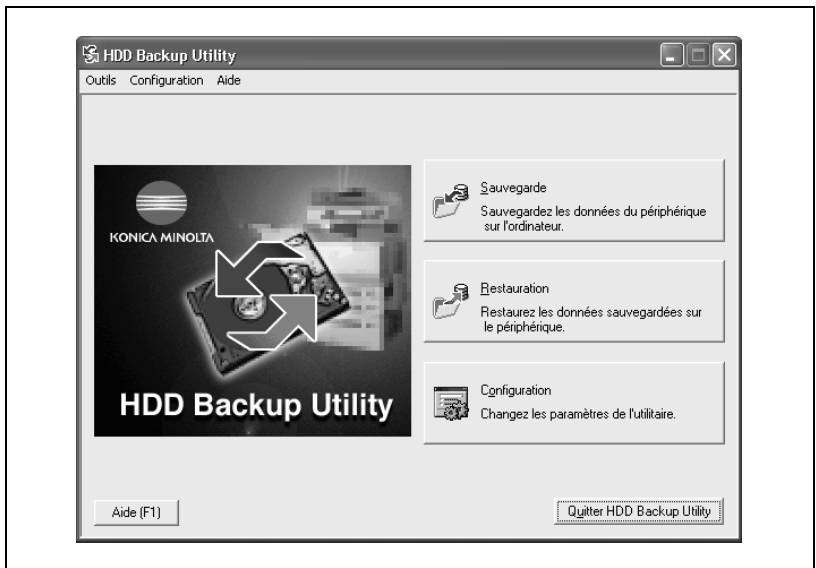 HDD Backup Utility
Outils Configuration Aide
KONICA MINOLTA
HDD Backup Utility
Sauvegarde
Sauvegardez les données du périphérique
sur l'ordinateur.
Restauration
Restaurez les données sauvegardées sur
le périphérique.
Configuration
Changez les paramètres de l'utilitaire.
Aide (F1)
Quitter HDD Backup Utility